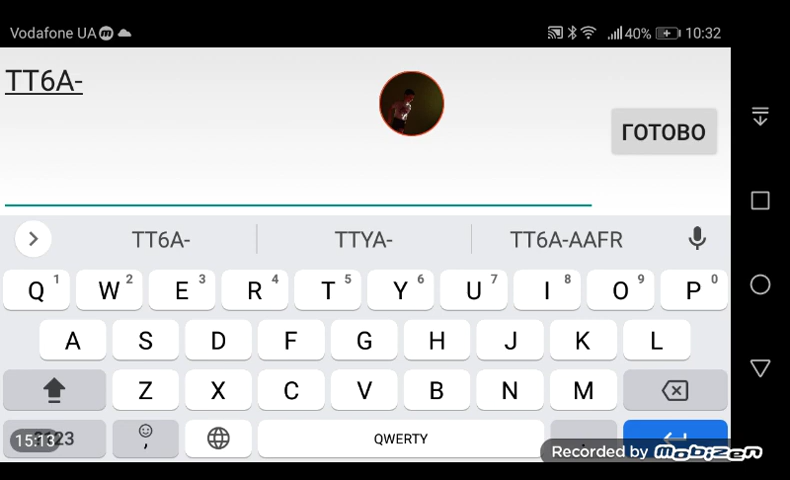 Vodafone UA 40% 10:32
TT6A-
ГОТОВО
TT6A- TTYA- TT6A-AAFR
Q 1 W 2 E 3 R 4 T 5 Y 6 U 7 I 8 O 9 P 0
A S D F G H J K L
Z X C V B N M
15:13 123 , QWERTY .
Recorded by mobizen